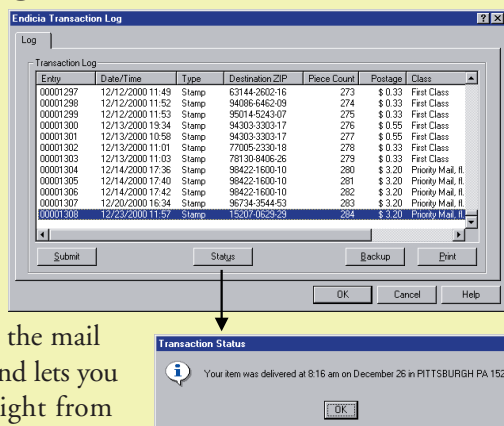 Endicia Transaction Log
Log
Transaction Log
Entry Date/Time Type Destination ZIP Piece Count Postage Class
00001297 12/12/2000 11:49 Stamp 63144-2602-16 273 $ 0.33 First Class
00001298 12/12/2000 11:52 Stamp 94086-6462-09 274 $ 0.33 First Class
00001299 12/12/2000 11:53 Stamp 95014-5243-07 275 $ 0.33 First Class
00001300 12/13/2000 19:34 Stamp 94303-3303-17 276 $ 0.55 First Class
00001301 12/13/2000 10:58 Stamp 94303-3303-17 277 $ 0.55 First Class
00001302 12/13/2000 11:01 Stamp 77005-2330-18 278 $ 0.33 First Class
00001303 12/13/2000 11:03 Stamp 78130-8406-26 279 $ 0.33 First Class
00001304 12/14/2000 17:36 Stamp 98422-1600-10 280 $ 3.20 Priority Mail, fl.
00001305 12/14/2000 17:40 Stamp 98422-1600-10 281 $ 3.20 Priority Mail, fl.
00001306 12/14/2000 17:42 Stamp 98422-1600-10 282 $ 3.20 Priority Mail, fl.
00001307 12/20/2000 16:34 Stamp 96734-3544-53 283 $ 3.20 Priority Mail, fl.
00001308 12/23/2000 11:57 Stamp 15207-0629-29 284 $ 3.20 Priority Mail, fl.
Submit Status Backup Print
OK Cancel Help
the mail
nd lets you
ight from
Transaction Status
Your item was delivered at 8:16 am on December 26 in PITTSBURGH PA 152
OK